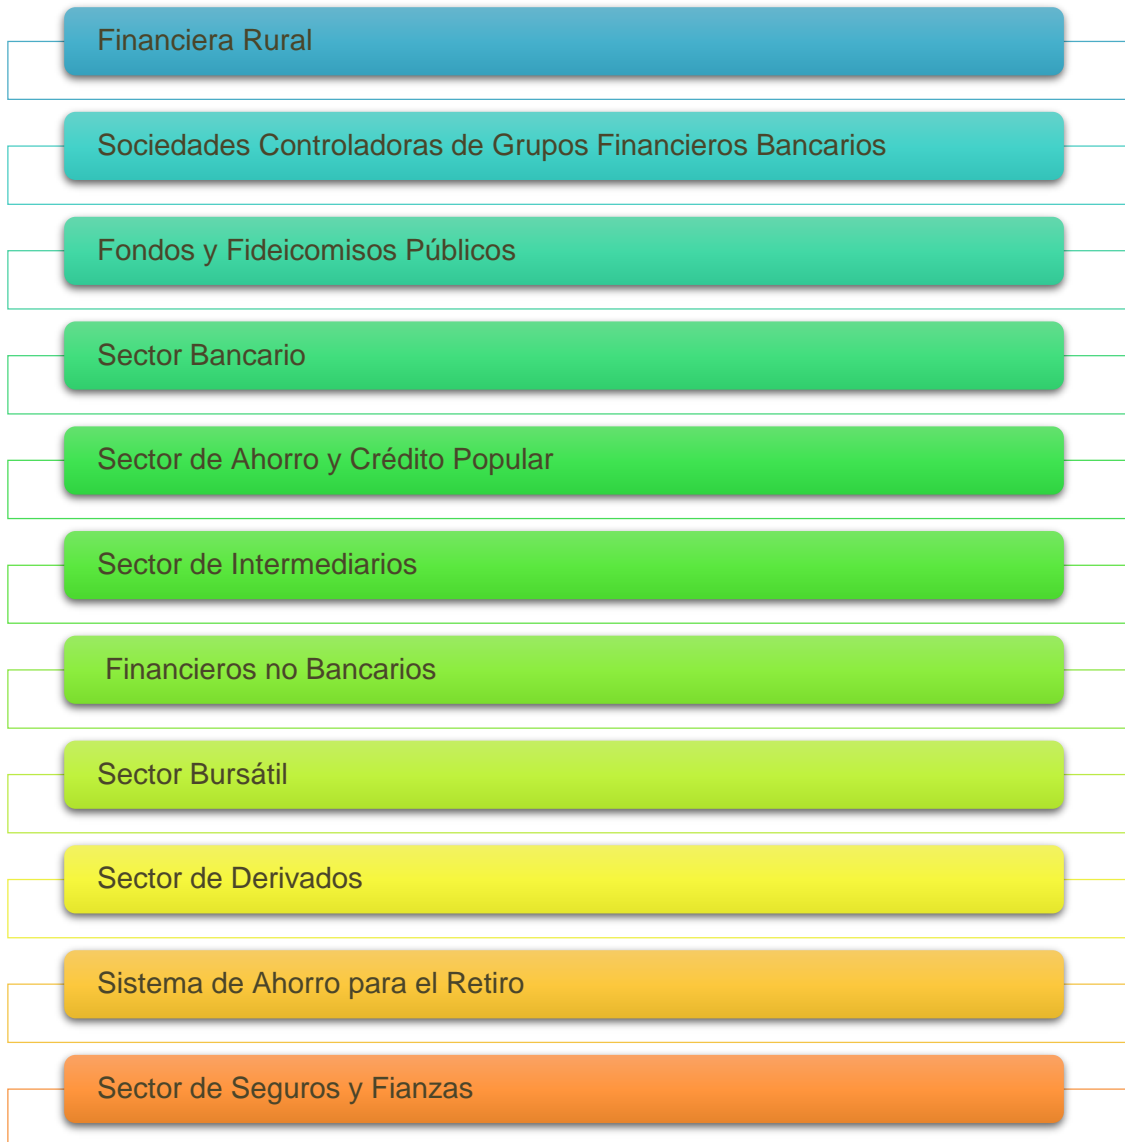 Financiera Rural
Sociedades Controladoras de Grupos Financieros Bancarios
Fondos y Fideicomisos Públicos
Sector Bancario
Sector de Ahorro y Crédito Popular
Sector de Intermediarios
Financieros no Bancarios
Sector Bursátil
Sector de Derivados
Sistema de Ahorro para el Retiro
Sector de Seguros y Fianzas